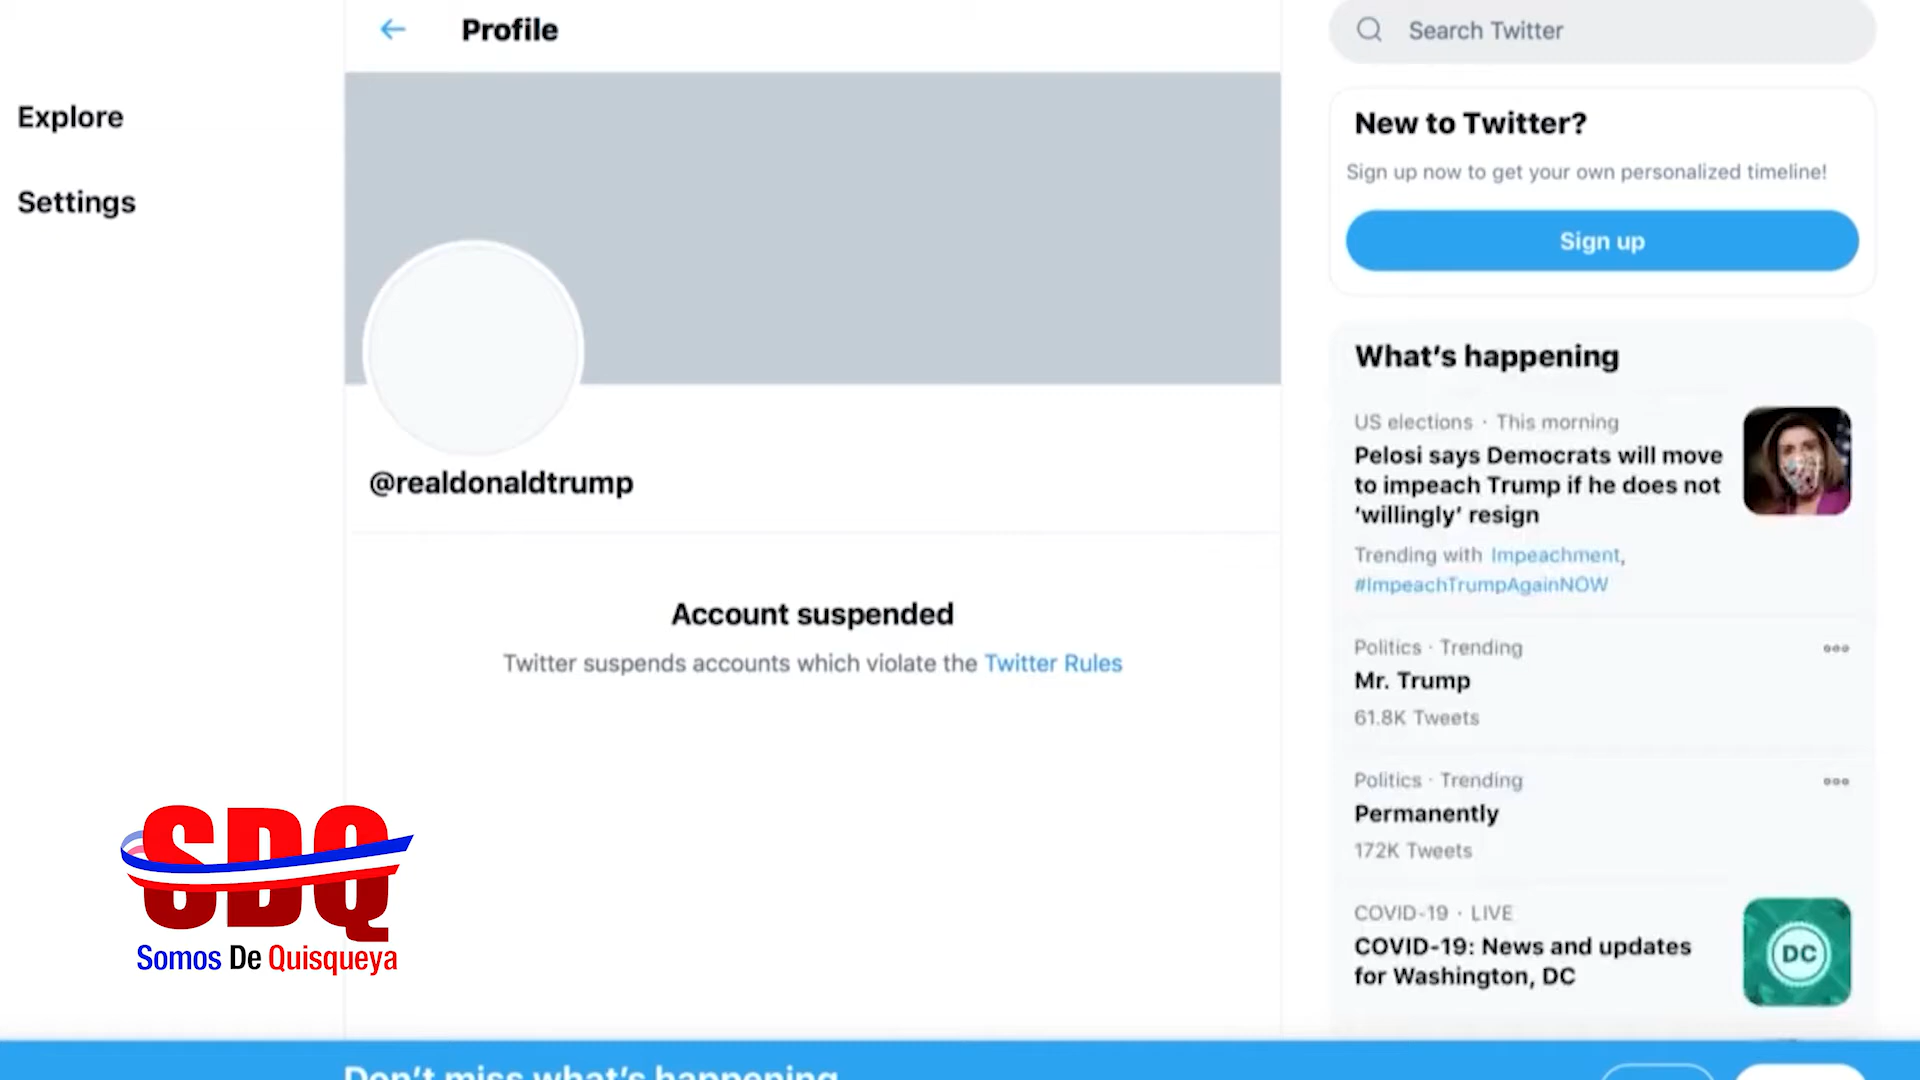 Profile
Search Twitter
Explore
Settings
New to Twitter?
Sign up now to get your own personalized timeline!
Sign up
What's happening
US elections · This morning
Pelosi says Democrats will move
to impeach Trump if he does not
‘willingly’ resign
Trending with Impeachment,
#ImpeachTrumpAgainNOW
@realdonaldtrump
Account suspended
Twitter suspends accounts which violate the Twitter Rules
Politics · Trending
Mr. Trump
61.8K Tweets
Politics · Trending
Permanently
172K Tweets
COVID-19 · LIVE
COVID-19: News and updates
for Washington, DC
DC
SDQ
Somos De Quisqueya
Don't miss what's happening